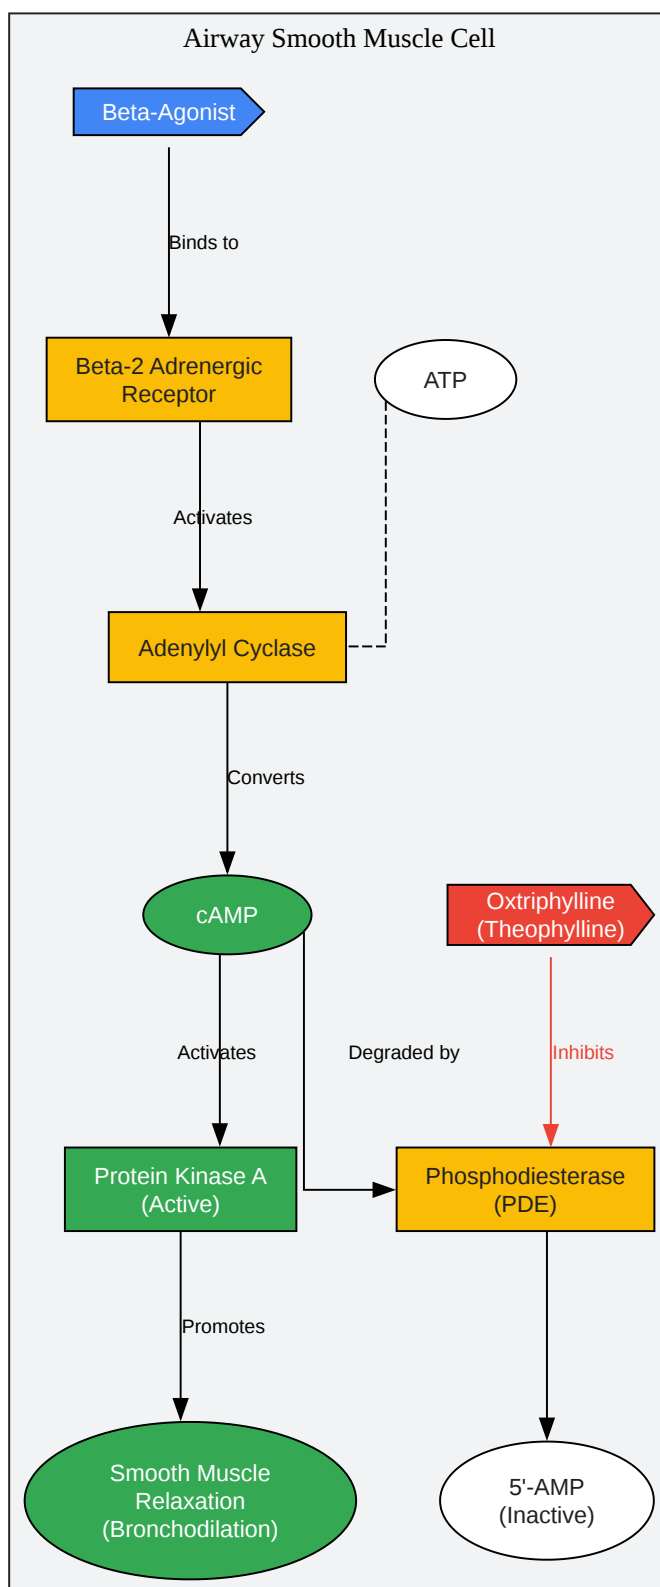 Airway Smooth Muscle Cell
Beta-Agonist
Binds to
Beta-2 Adrenergic
Receptor
ATP
Activates
Adenylyl Cyclase
Converts
cAMP
Oxtriphylline
(Theophylline)
Activates
Degraded by
Inhibits
Protein Kinase A
(Active)
Phosphodiesterase
(PDE)
Promotes
Smooth Muscle
Relaxation
(Bronchodilation)
5'-AMP
(Inactive)